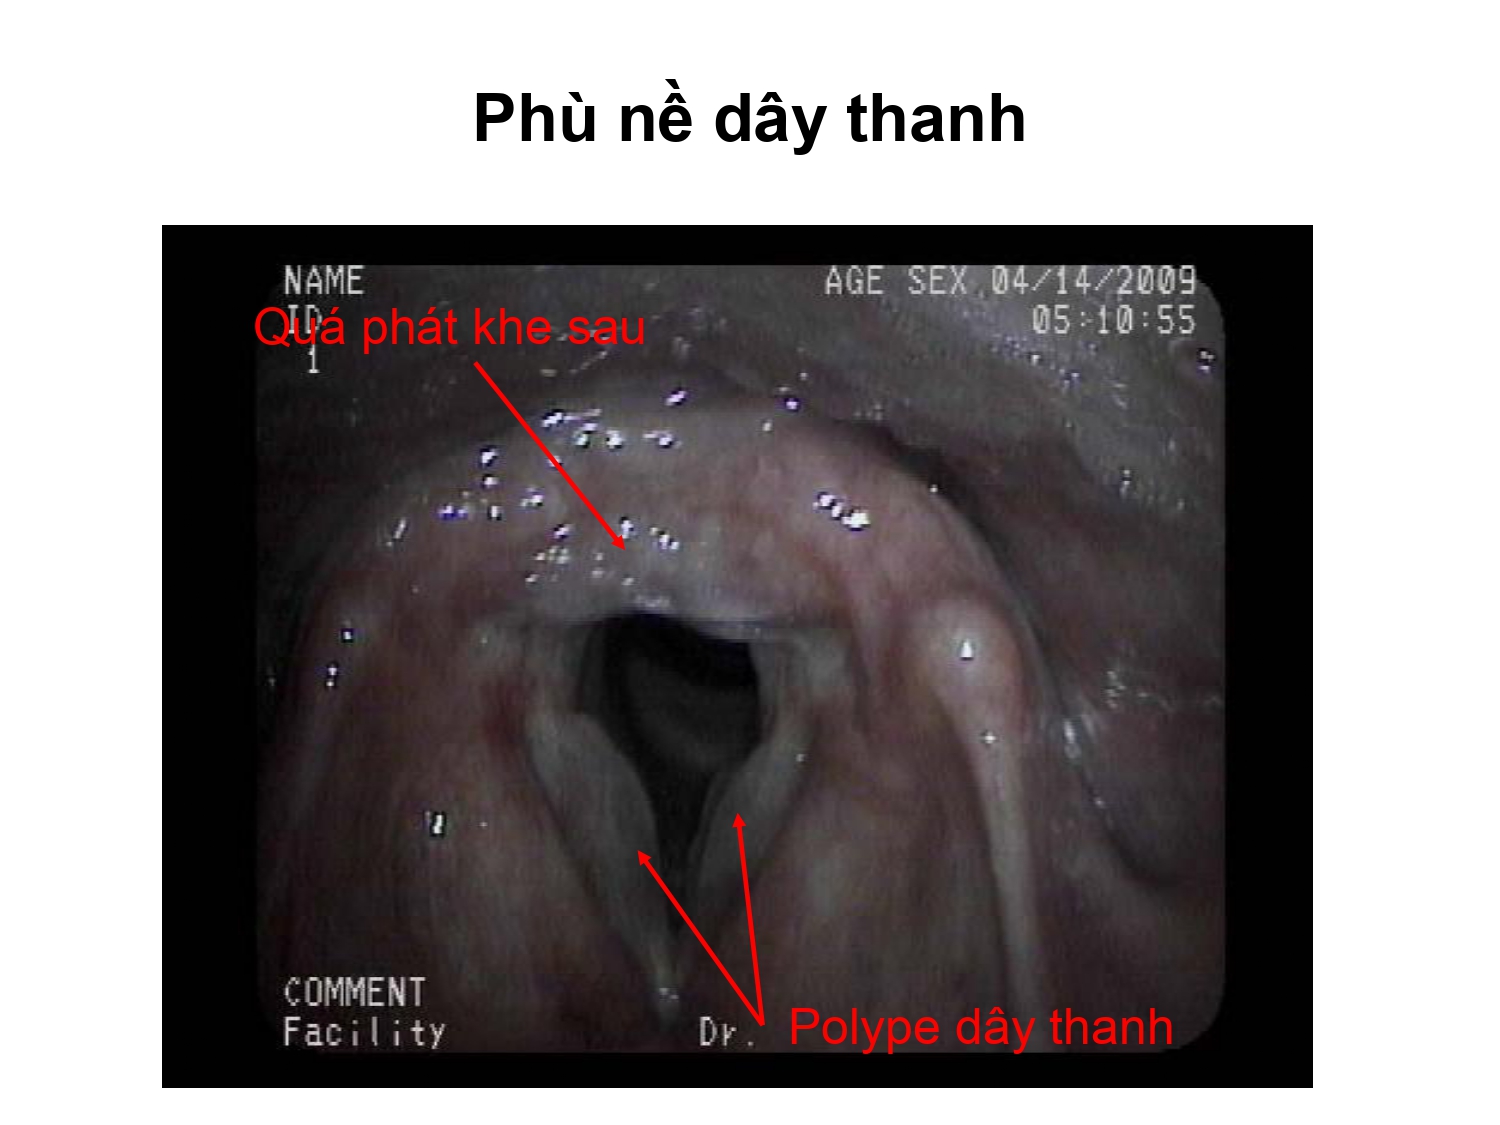 Phù nề dây thanh
NAME
AGE SEX 04/14/2009
ID
05:10:55
Quá phát khe sau
1
COMMENT
Facility
Dr.
Polype dây thanh